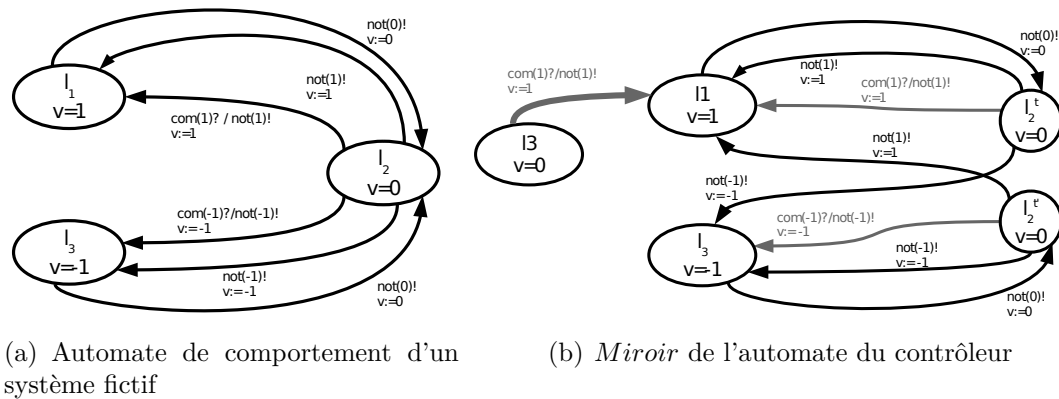 not(0)!
v:=0
l1
v=1
not(1)!
v:=1
com(1)? / not(1)!
v:=1
l2
v=0
com(-1)?/not(-1)!
v:=-1
l3
v=-1
not(-1)!
v:=-1
not(0)!
v:=0
(a) Automate de comportement d'un
système fictif
com(1)?/not(1)!
v:=1
l3
v=0
not(0)!
v:=0
l1
v=1
not(1)!
v:=1
com(1)?/not(1)!
v:=1
l2 t
v=0
not(1)!
v:=1
not(-1)!
v:=-1
com(-1)?/not(-1)!
v:=-1
l2 t'
v=0
l3
v=-1
not(-1)!
v:=-1
not(0)!
v:=0
(b) Miroir de l'automate du contrôleur